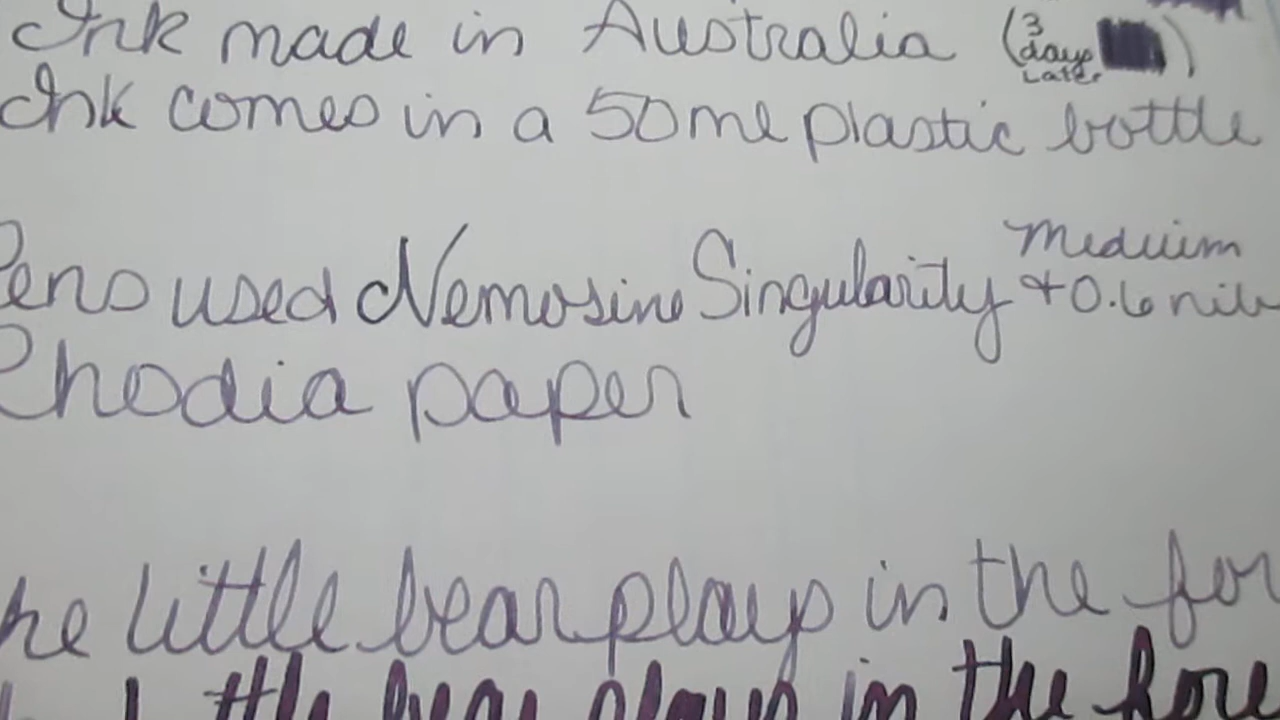 Ink made in Australia (3 days Later )
Ink comes in a 50ml plastic bottle
Pens used Nemosine Singularity Medium + 0.6 nib
Rhodia paper
he little bear plays in the for
ttle bear plays in the fore